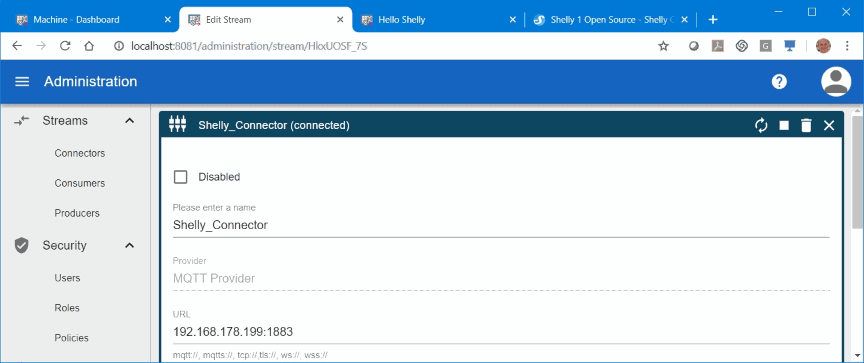 Machine - Dashboard
Edit Stream
Hello Shelly
Shelly 1 Open Source - Shelly
localhost:8081/administration/stream/HkxUOSF_7S
Administration
Streams
Connectors
Consumers
Producers
Security
Users
Roles
Policies
Shelly_Connector (connected)
Disabled
Please enter a name
Shelly_Connector
Provider
MQTT Provider
URL
192.168.178.199:1883
mqtt://, mqtts://, tcp://,tls://, ws://, wss://